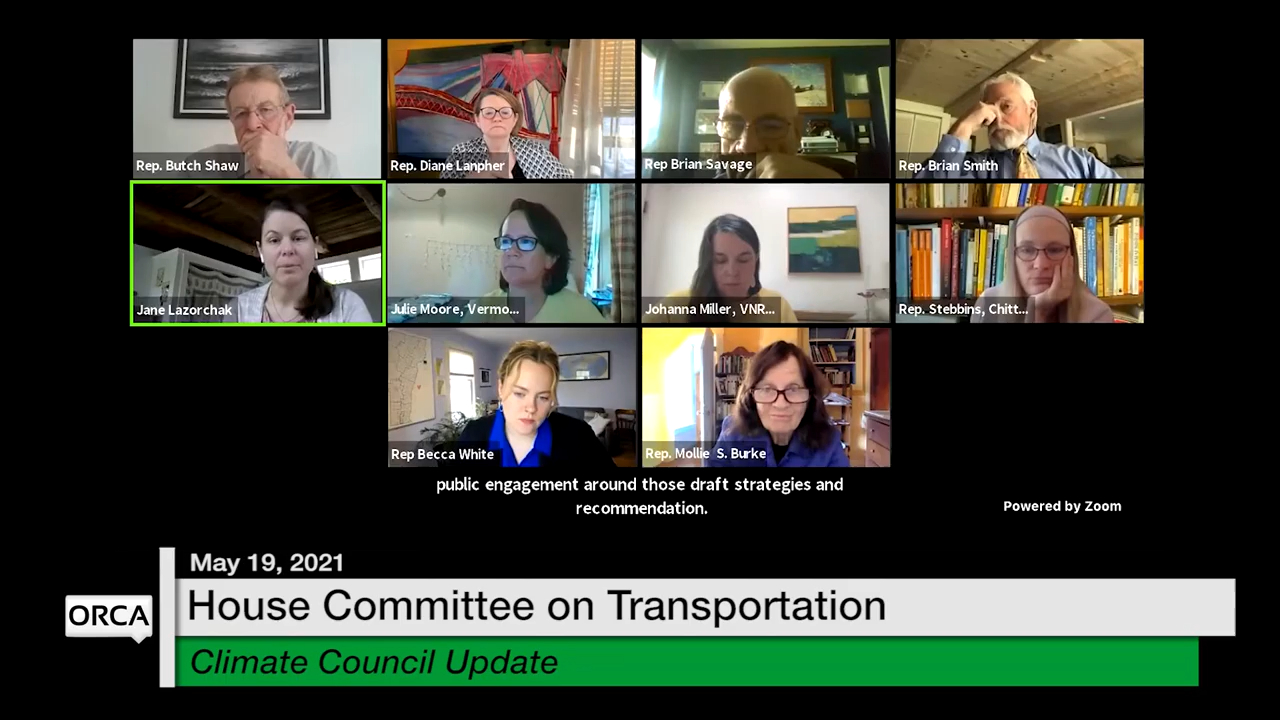 Rep. Butch Shaw
Rep. Diane Lanpher
Rep Brian Savage
Rep. Brian Smith
Jane Lazorchak
Julie Moore, Vermo...
Johanna Miller, VNR...
Rep. Stebbins, Chitt...
Rep Becca White
Rep. Mollie S. Burke
public engagement around those draft strategies and
recommendation.
Powered by Zoom
May 19, 2021
House Committee on Transportation
ORCA
Climate Council Update